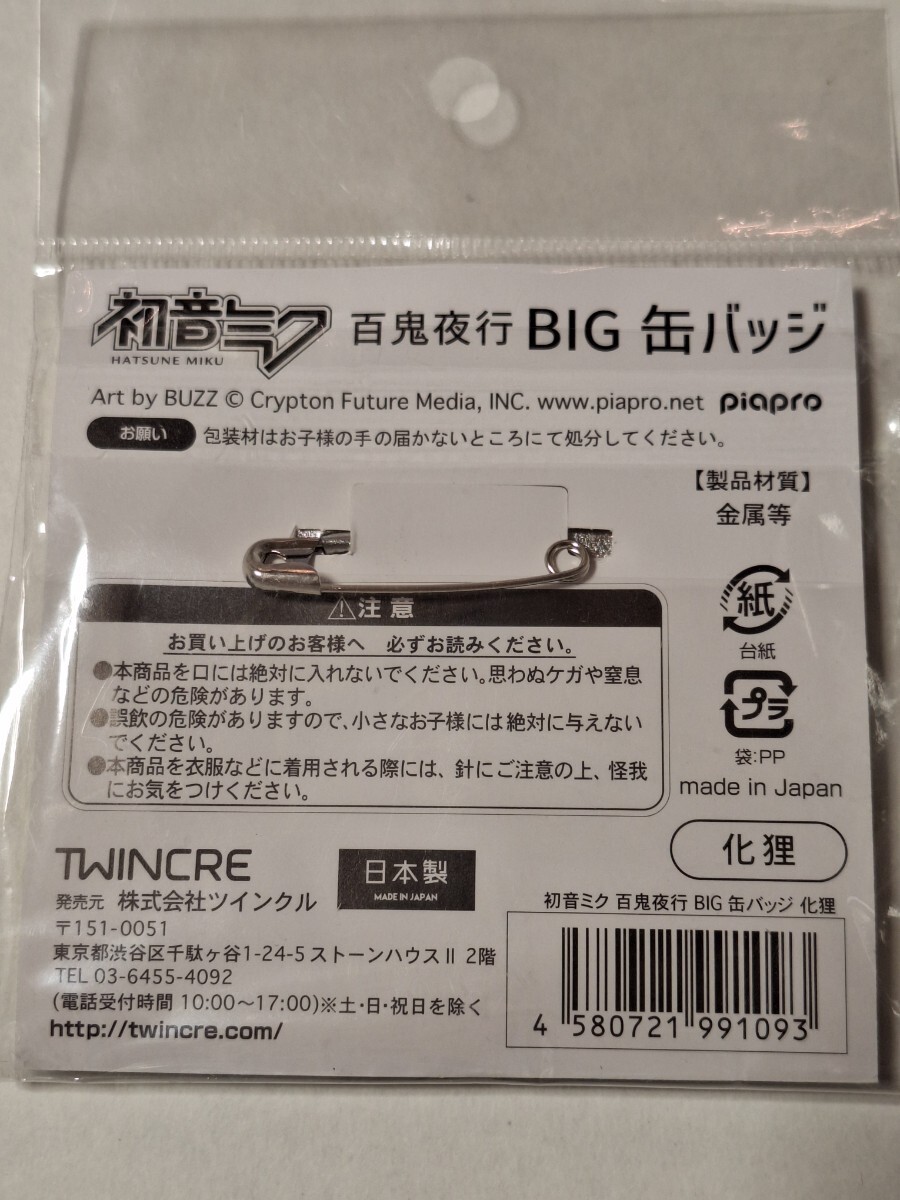 初音ミク
HATSUNE MIKU
百鬼夜行 BIG 缶バッジ
Art by BUZZ © Crypton Future Media, INC. www.piapro.net piapro
お願い 包装材はお子様の手の届かないところにて処分してください。
【製品材質】
金属等
紙
台紙
プラ
袋:PP
made in Japan
⚠注意
お買い上げのお客様へ 必ずお読みください。
●本商品を口には絶対に入れないでください。思わぬケガや窒息
などの危険があります。
●誤飲の危険がありますので、小さなお子様には絶対に与えない
でください。
●本商品を衣服などに着用される際には、針にご注意の上、怪我
にお気をつけください。
化狸
TWINCRE
日本製
MADE IN JAPAN
発売元 株式会社ツインクル
〒151-0051
東京都渋谷区千駄ヶ谷1-24-5 ストーンハウスⅡ 2階
TEL 03-6455-4092
(電話受付時間 10:00〜17:00)※土・日・祝日を除く
http://twincre.com/
初音ミク 百鬼夜行 BIG 缶バッジ 化狸
4 580721 991093